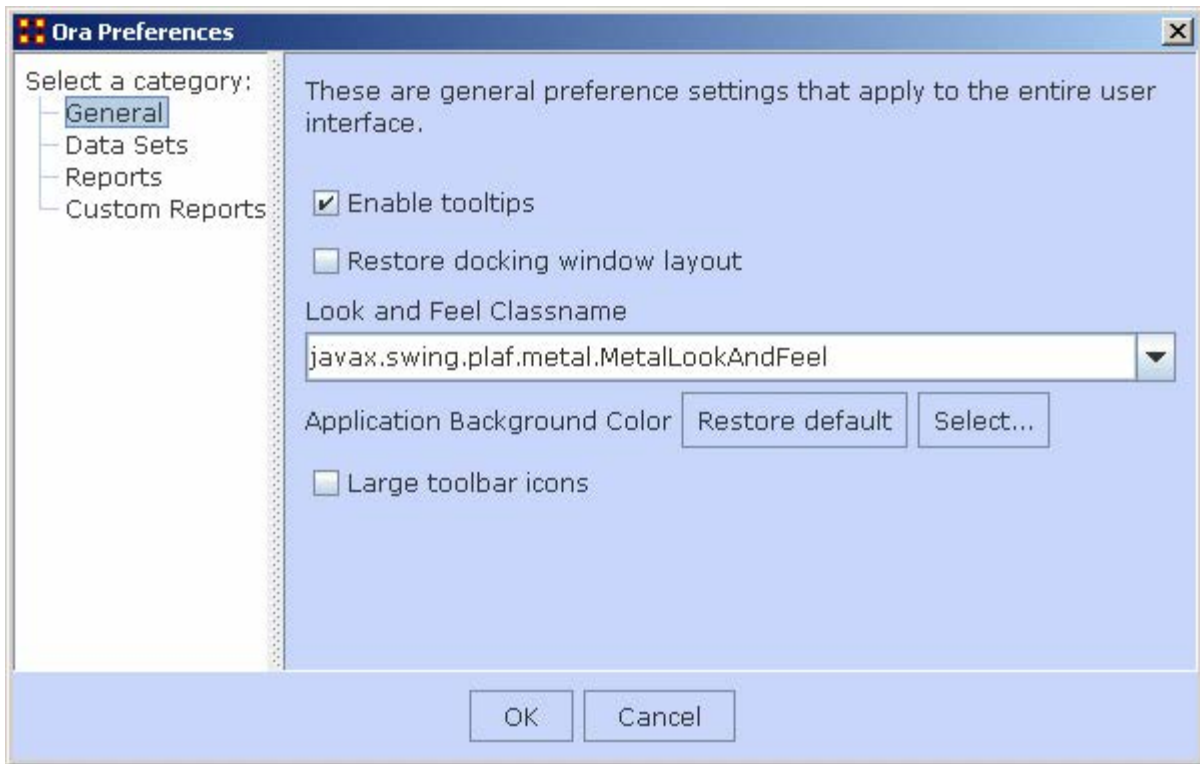 Ora Preferences
Select a category:
General
Data Sets
Reports
Custom Reports
These are general preference settings that apply to the entire user
interface.
Enable tooltips
Restore docking window layout
Look and Feel Classname
javax.swing.plaf.metal.MetalLookAndFeel
Application Background Color Restore default Select...
Large toolbar icons
OK Cancel